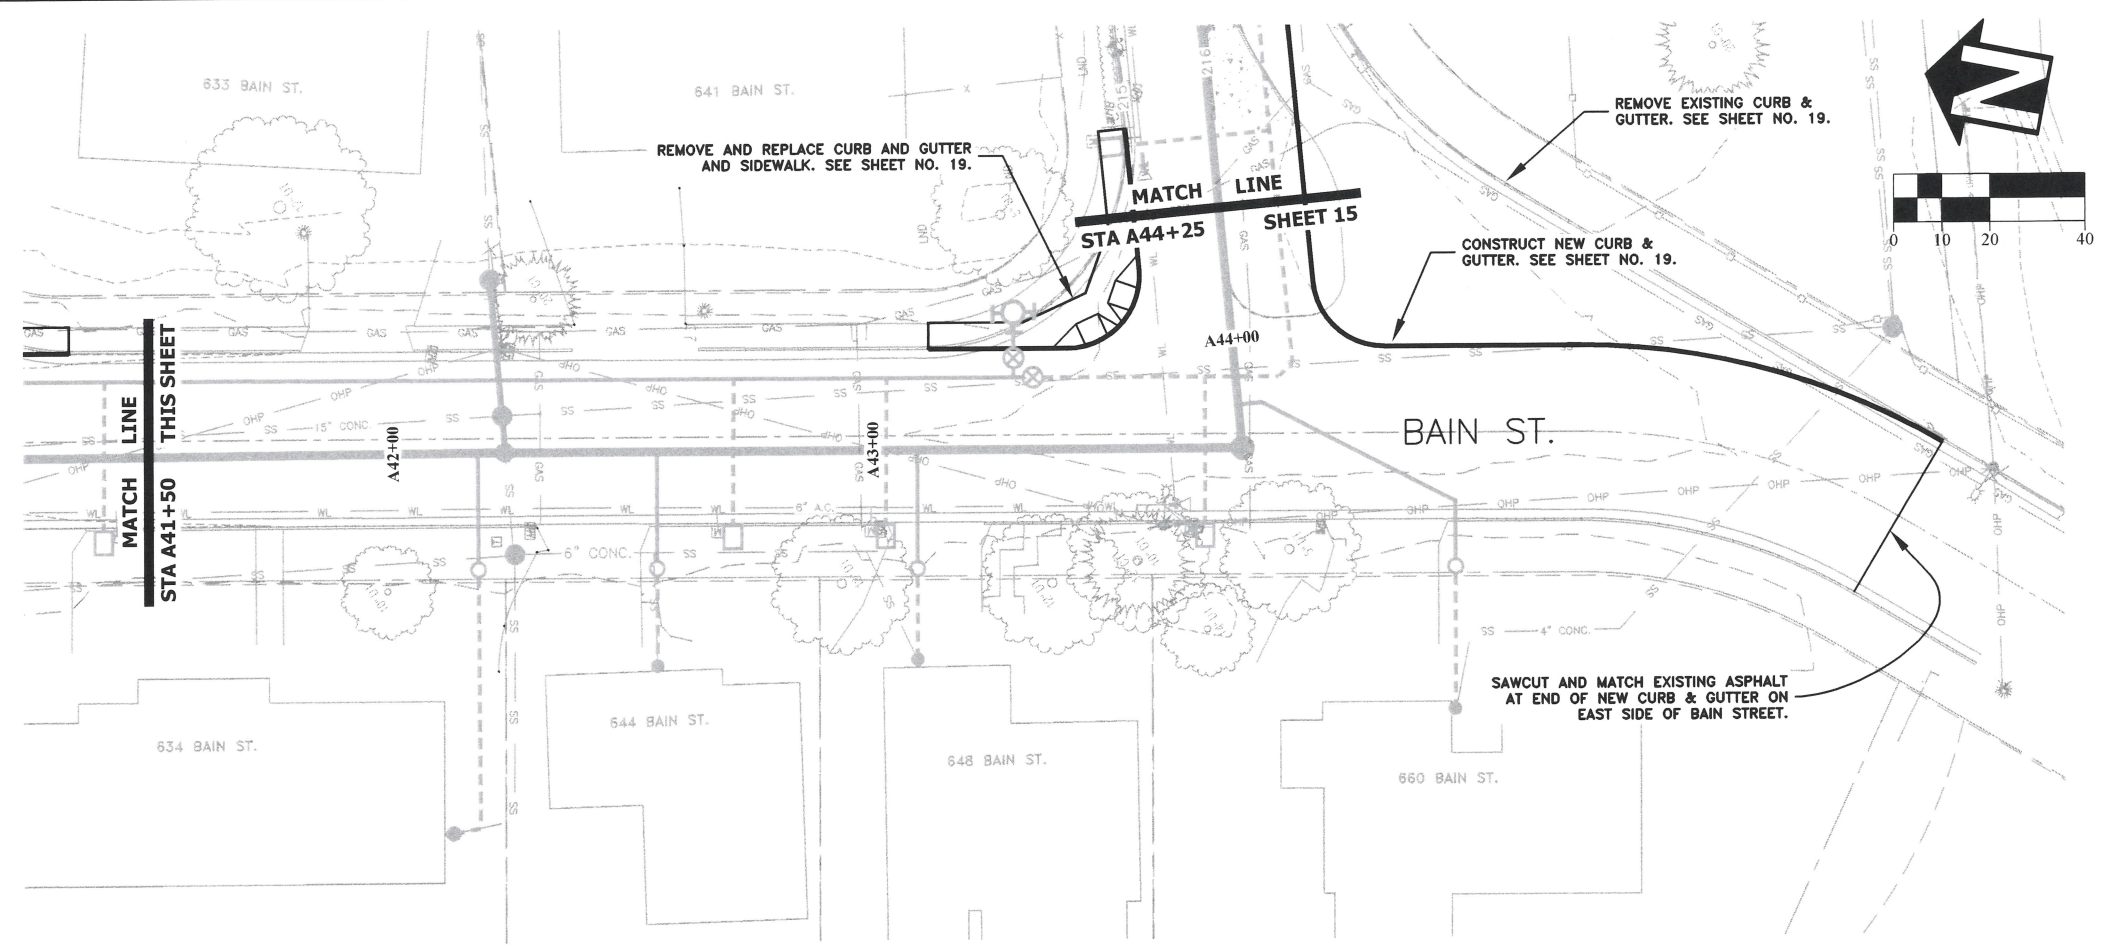 633 BAIN ST.
641 BAIN ST.
REMOVE AND REPLACE CURB AND GUTTER
AND SIDEWALK. SEE SHEET NO. 19.
MATCH LINE
STA A44+25
SHEET 15
REMOVE EXISTING CURB &
GUTTER. SEE SHEET NO. 19.
CONSTRUCT NEW CURB &
GUTTER. SEE SHEET NO. 19.
N
0 10 20 40
MATCH LINE
STA A41+50 THIS SHEET
A42+00
A43+00
A44+00
BAIN ST.
15" CONC.
6" A.C.
6" CONC.
4" CONC.
SS
GAS
OHP
WL
LND
SAWCUT AND MATCH EXISTING ASPHALT
AT END OF NEW CURB & GUTTER ON
EAST SIDE OF BAIN STREET.
634 BAIN ST.
644 BAIN ST.
648 BAIN ST.
660 BAIN ST.